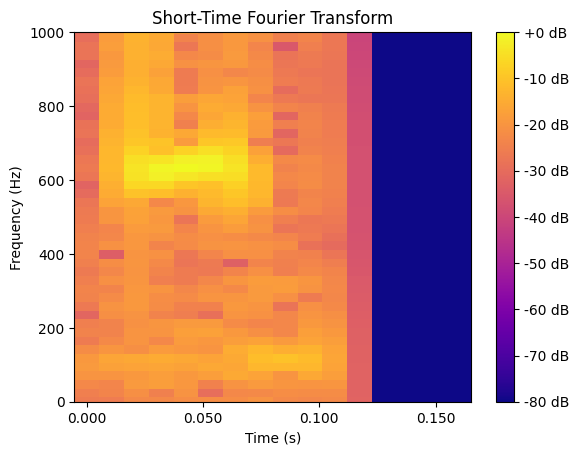 Short-Time Fourier Transform
1000
800
600
400
200
0
Frequency (Hz)
0.000
0.050
0.100
0.150
Time (s)
+0 dB
-10 dB
-20 dB
-30 dB
-40 dB
-50 dB
-60 dB
-70 dB
-80 dB